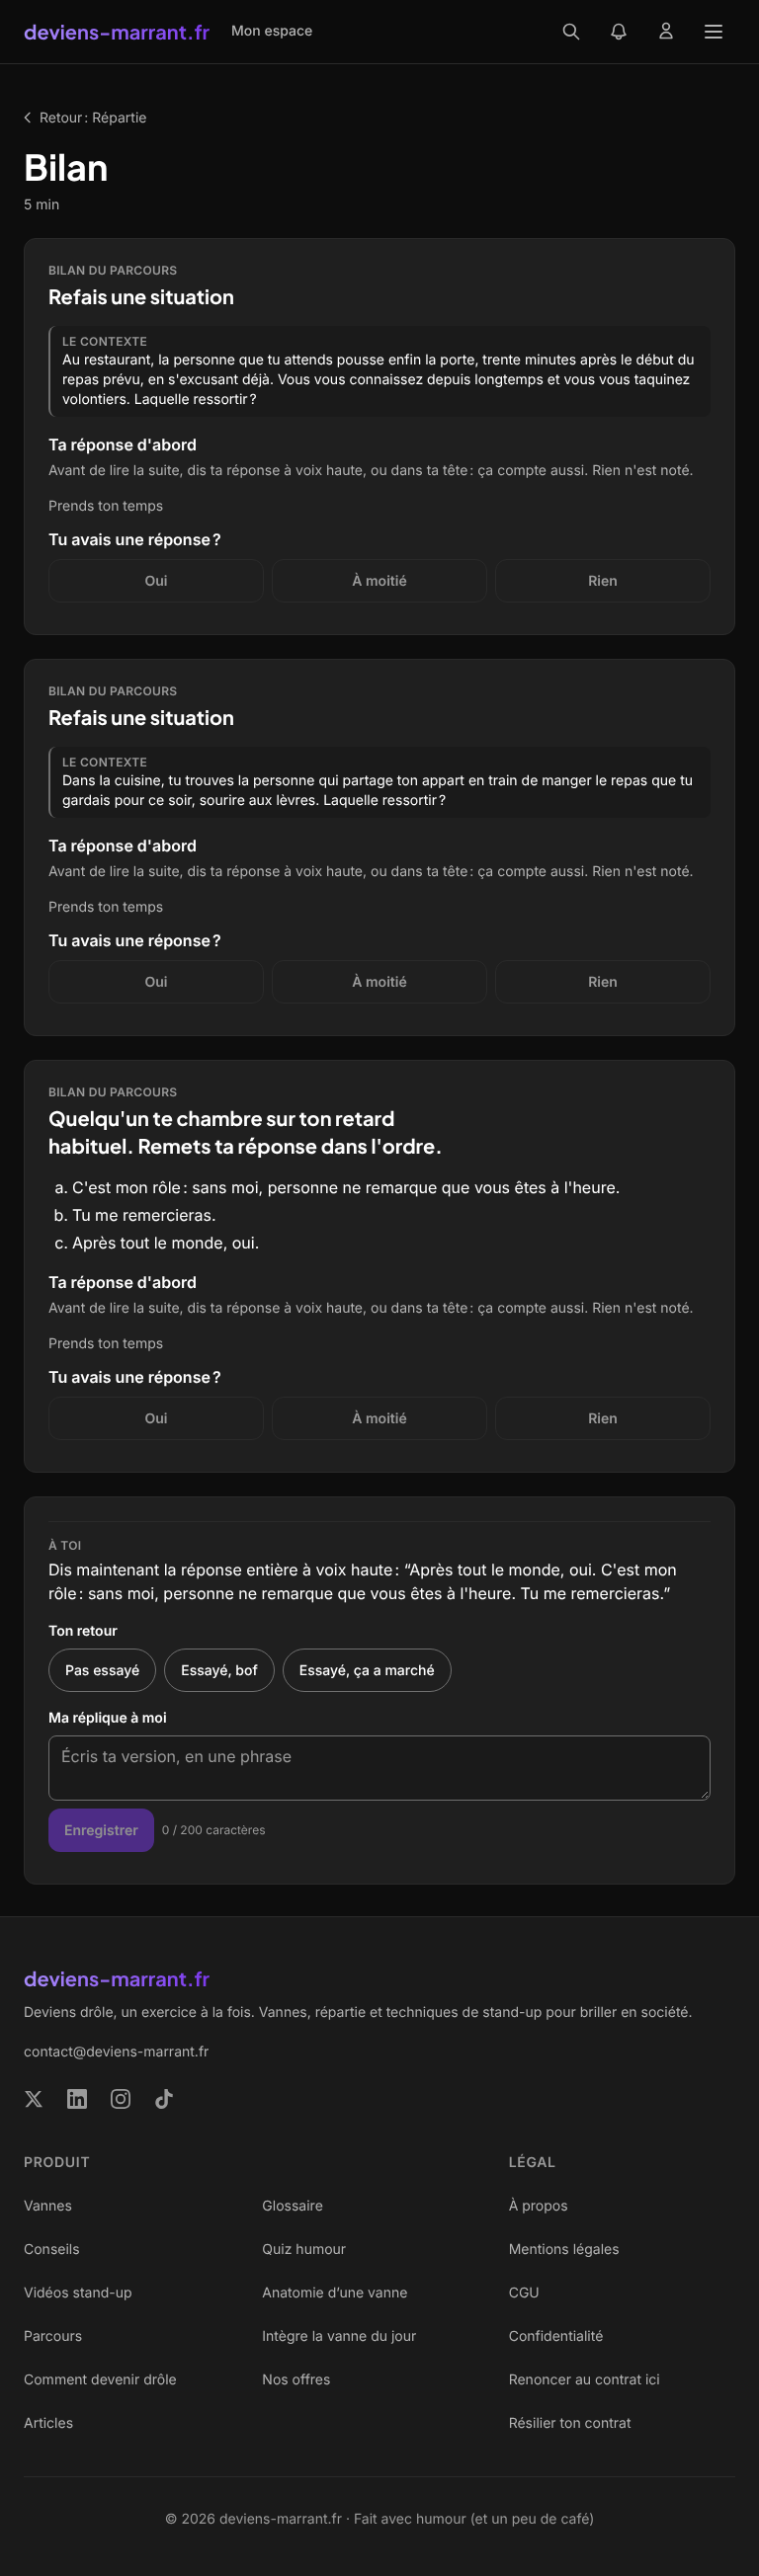 deviens-marrant.fr Mon espace
Retour : Répartie
Bilan
5 min
BILAN DU PARCOURS
Refais une situation
LE CONTEXTE
Au restaurant, la personne que tu attends pousse enfin la porte, trente minutes après le début du
repas prévu, en s'excusant déjà. Vous vous connaissez depuis longtemps et vous vous taquinez
volontiers. Laquelle ressortir ?
Ta réponse d'abord
Avant de lire la suite, dis ta réponse à voix haute, ou dans ta tête : ça compte aussi. Rien n'est noté.
Prends ton temps
Tu avais une réponse ?
Oui À moitié Rien
BILAN DU PARCOURS
Refais une situation
LE CONTEXTE
Dans la cuisine, tu trouves la personne qui partage ton appart en train de manger le repas que tu
gardais pour ce soir, sourire aux lèvres. Laquelle ressortir ?
Ta réponse d'abord
Avant de lire la suite, dis ta réponse à voix haute, ou dans ta tête : ça compte aussi. Rien n'est noté.
Prends ton temps
Tu avais une réponse ?
Oui À moitié Rien
BILAN DU PARCOURS
Quelqu'un te chambre sur ton retard
habituel. Remets ta réponse dans l'ordre.
a. C'est mon rôle : sans moi, personne ne remarque que vous êtes à l'heure.
b. Tu me remercieras.
c. Après tout le monde, oui.
Ta réponse d'abord
Avant de lire la suite, dis ta réponse à voix haute, ou dans ta tête : ça compte aussi. Rien n'est noté.
Prends ton temps
Tu avais une réponse ?
Oui À moitié Rien
À TOI
Dis maintenant la réponse entière à voix haute : “Après tout le monde, oui. C'est mon
rôle : sans moi, personne ne remarque que vous êtes à l'heure. Tu me remercieras.”
Ton retour
Pas essayé Essayé, bof Essayé, ça a marché
Ma réplique à moi
Écris ta version, en une phrase
Enregistrer 0 / 200 caractères
deviens-marrant.fr
Deviens drôle, un exercice à la fois. Vannes, répartie et techniques de stand-up pour briller en société.
contact@deviens-marrant.fr
PRODUIT LÉGAL
Vannes Glossaire À propos
Conseils Quiz humour Mentions légales
Vidéos stand-up Anatomie d’une vanne CGU
Parcours Intègre la vanne du jour Confidentialité
Comment devenir drôle Nos offres Renoncer au contrat ici
Articles Résilier ton contrat
© 2026 deviens-marrant.fr · Fait avec humour (et un peu de café)